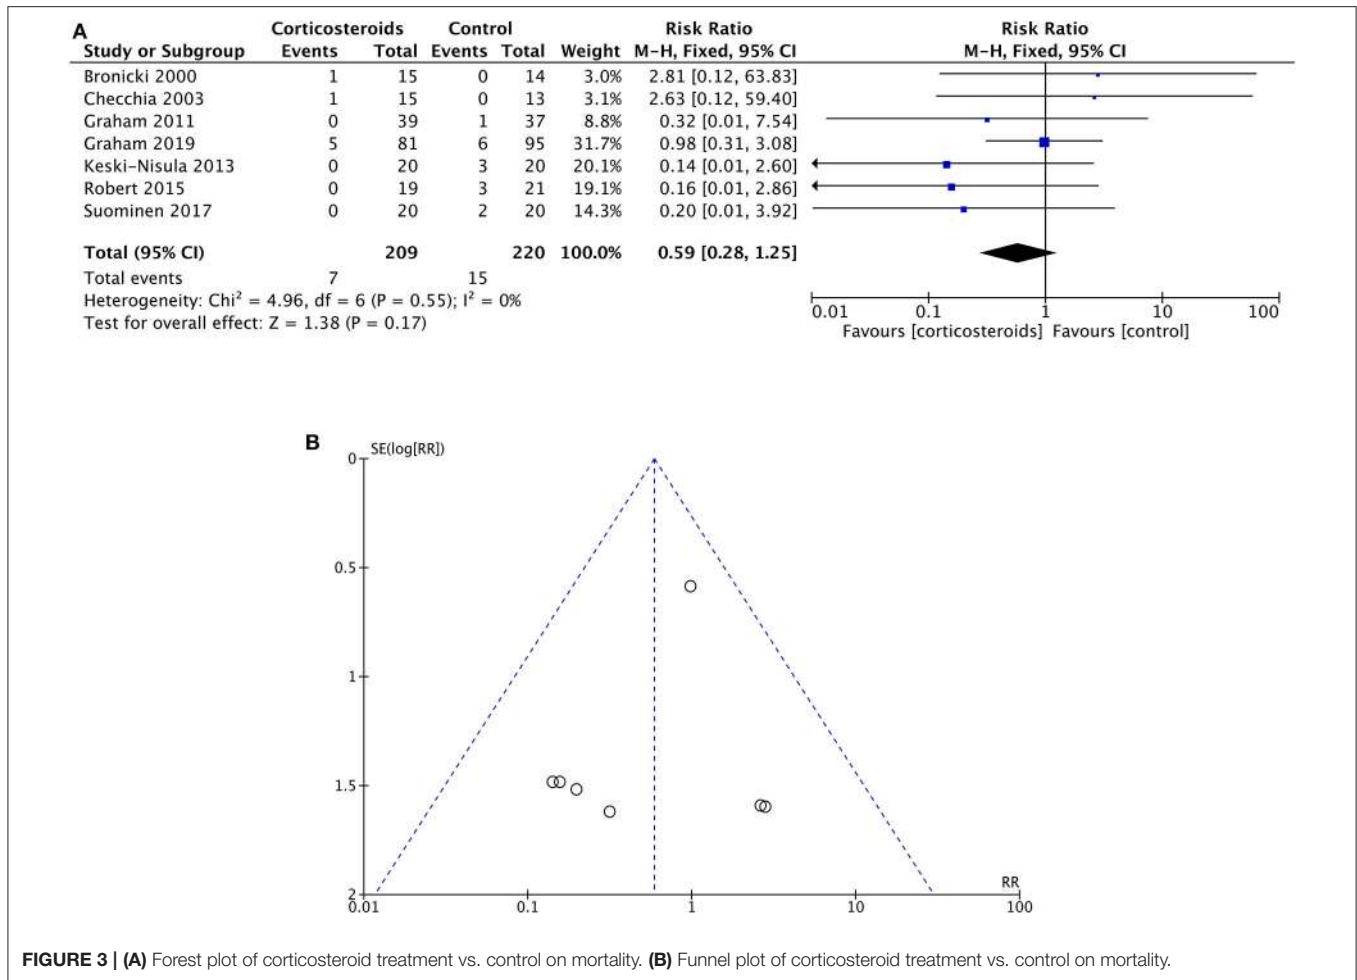 A
Corticosteroids Control Risk Ratio Risk Ratio
Study or Subgroup Events Total Events Total Weight M-H, Fixed, 95% CI M-H, Fixed, 95% CI
Bronicki 2000 1 15 0 14 3.0% 2.81 [0.12, 63.83]
Checchia 2003 1 15 0 13 3.1% 2.63 [0.12, 59.40]
Graham 2011 0 39 1 37 8.8% 0.32 [0.01, 7.54]
Graham 2019 5 81 6 95 31.7% 0.98 [0.31, 3.08]
Keski-Nisula 2013 0 20 3 20 20.1% 0.14 [0.01, 2.60]
Robert 2015 0 19 3 21 19.1% 0.16 [0.01, 2.86]
Suominen 2017 0 20 2 20 14.3% 0.20 [0.01, 3.92]
Total (95% CI) 209 220 100.0% 0.59 [0.28, 1.25]
Total events 7 15
Heterogeneity: Chi² = 4.96, df = 6 (P = 0.55); I² = 0%
Test for overall effect: Z = 1.38 (P = 0.17)
0.01 0.1 1 10 100
Favours [corticosteroids] Favours [control]
B
SE(log[RR])
0
0.5
1
1.5
2
RR
0.01 0.1 1 10 100
FIGURE 3 | (A) Forest plot of corticosteroid treatment vs. control on mortality. (B) Funnel plot of corticosteroid treatment vs. control on mortality.